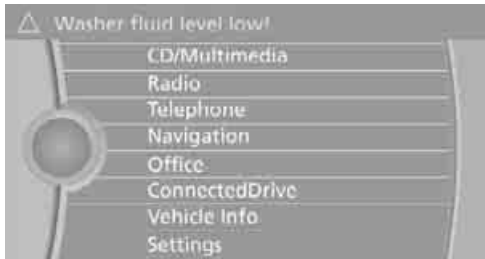 Washer fluid level low!
CD/Multimedia
Radio
Telephone
Navigation
Office
ConnectedDrive
Vehicle Info
Settings